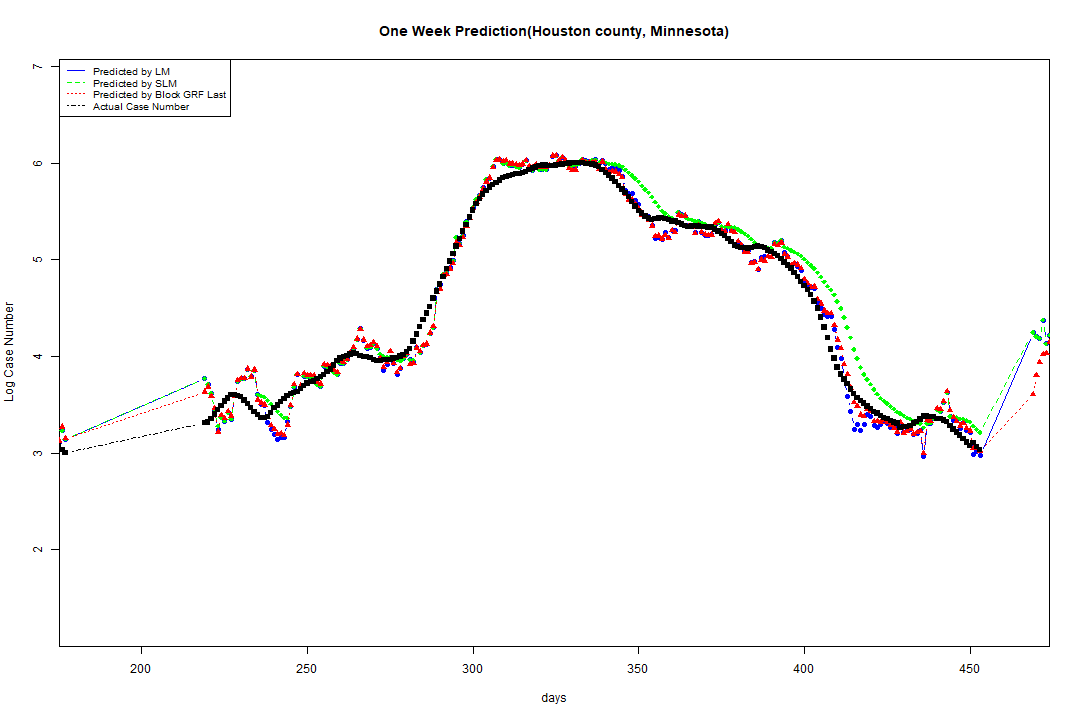 One Week Prediction(Houston county, Minnesota)
Predicted by LM
Predicted by SLM
Predicted by Block GRF Last
Actual Case Number
Log Case Number
7
6
5
4
3
2
200 250 300 350 400 450
days